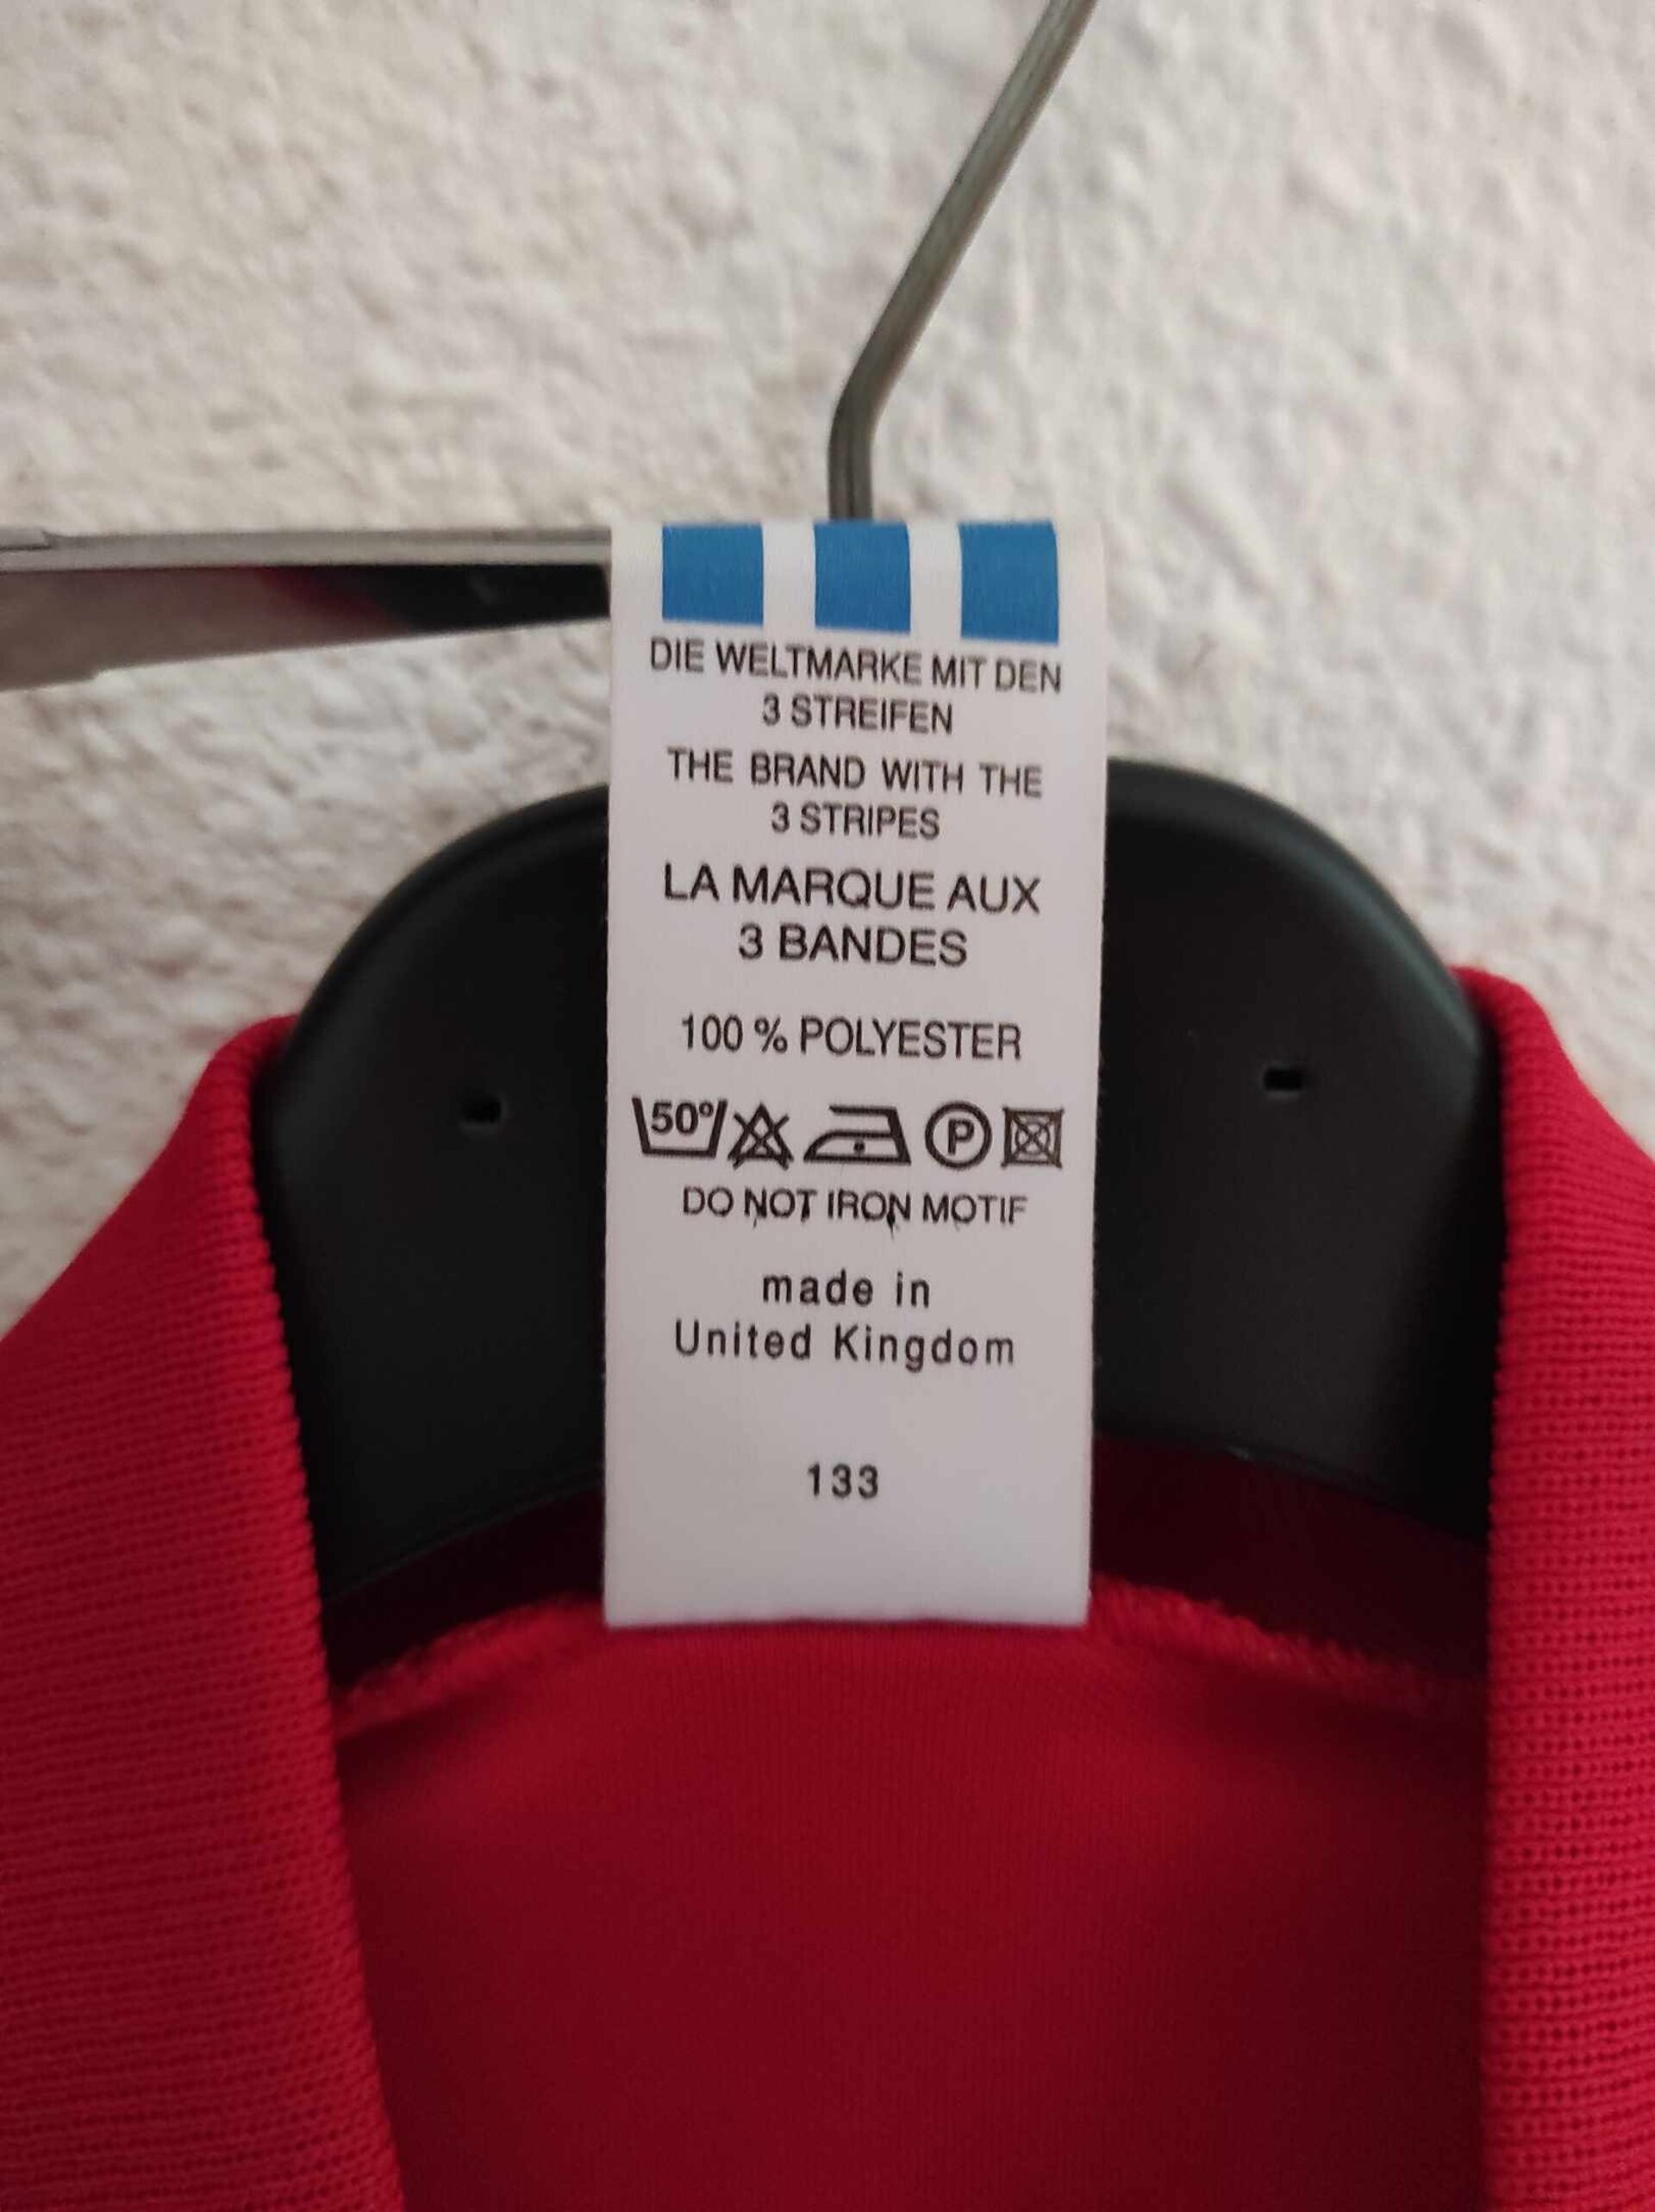 DIE WELTMARKE MIT DEN
3 STREIFEN
THE BRAND WITH THE
3 STRIPES
LA MARQUE AUX
3 BANDES
100 % POLYESTER
50° P
DO NOT IRON MOTIF
made in
United Kingdom
133